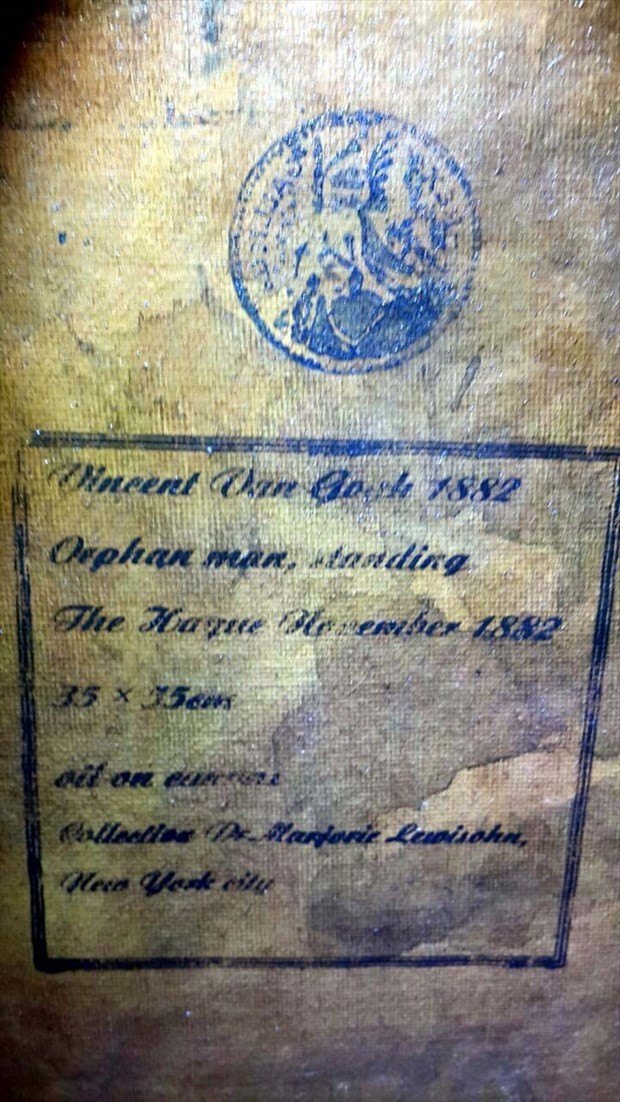 Vincent Van Gogh 1882
Orphan man, standing
The Hague November 1882
35 × 35cms
oil on canvas
Collection Dr. Marjorie Lewisohn,
New York city